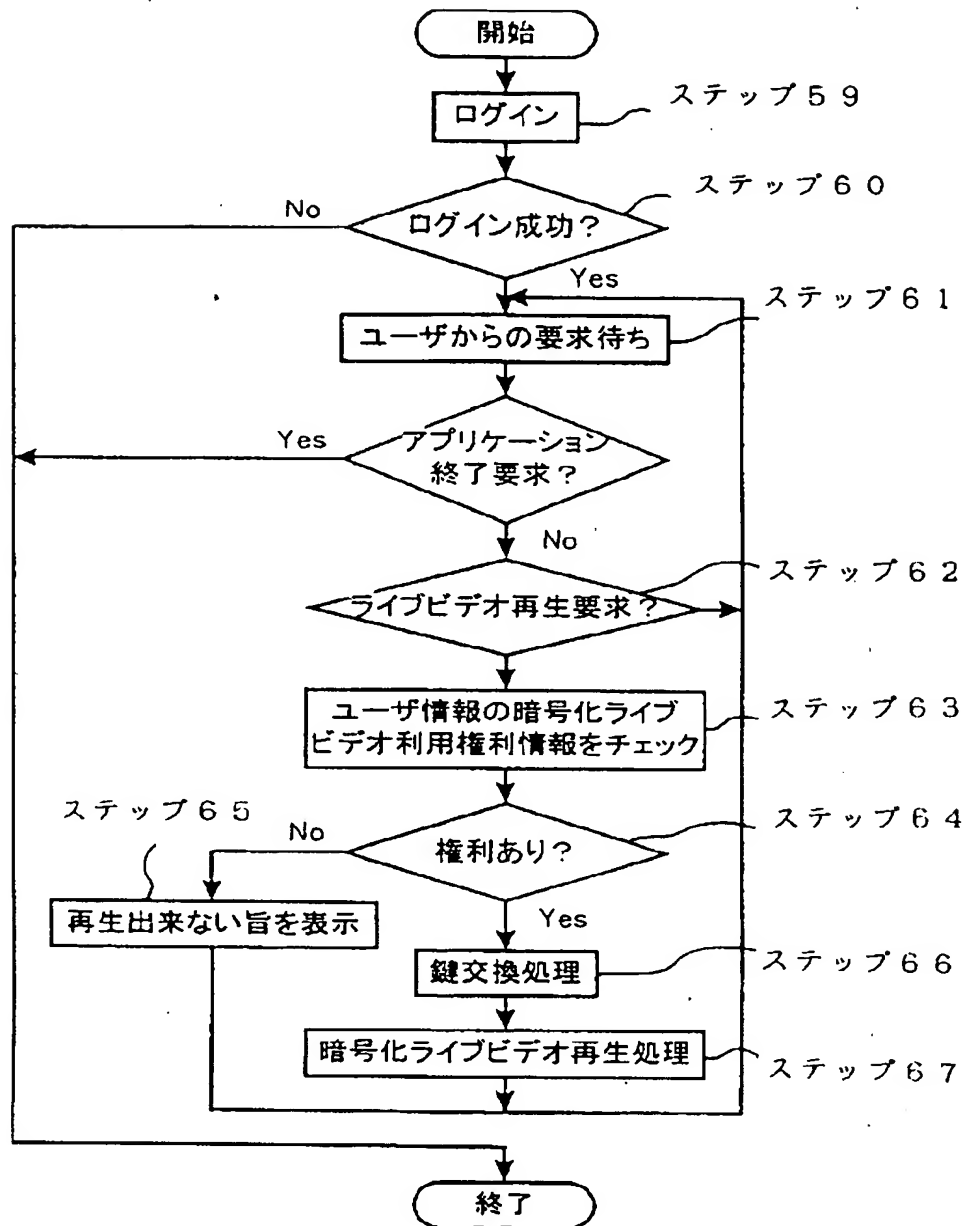 開始
ログイン
ステップ59
ログイン成功?
ステップ60
No
Yes
ユーザからの要求待ち
ステップ61
アプリケーション
終了要求?
Yes
No
ライブビデオ再生要求?
ステップ62
ユーザ情報の暗号化ライブ
ビデオ利用権利情報をチェック
ステップ63
権利あり?
ステップ64
No
Yes
ステップ65
再生出来ない旨を表示
鍵交換処理
ステップ66
暗号化ライブビデオ再生処理
ステップ67
終了